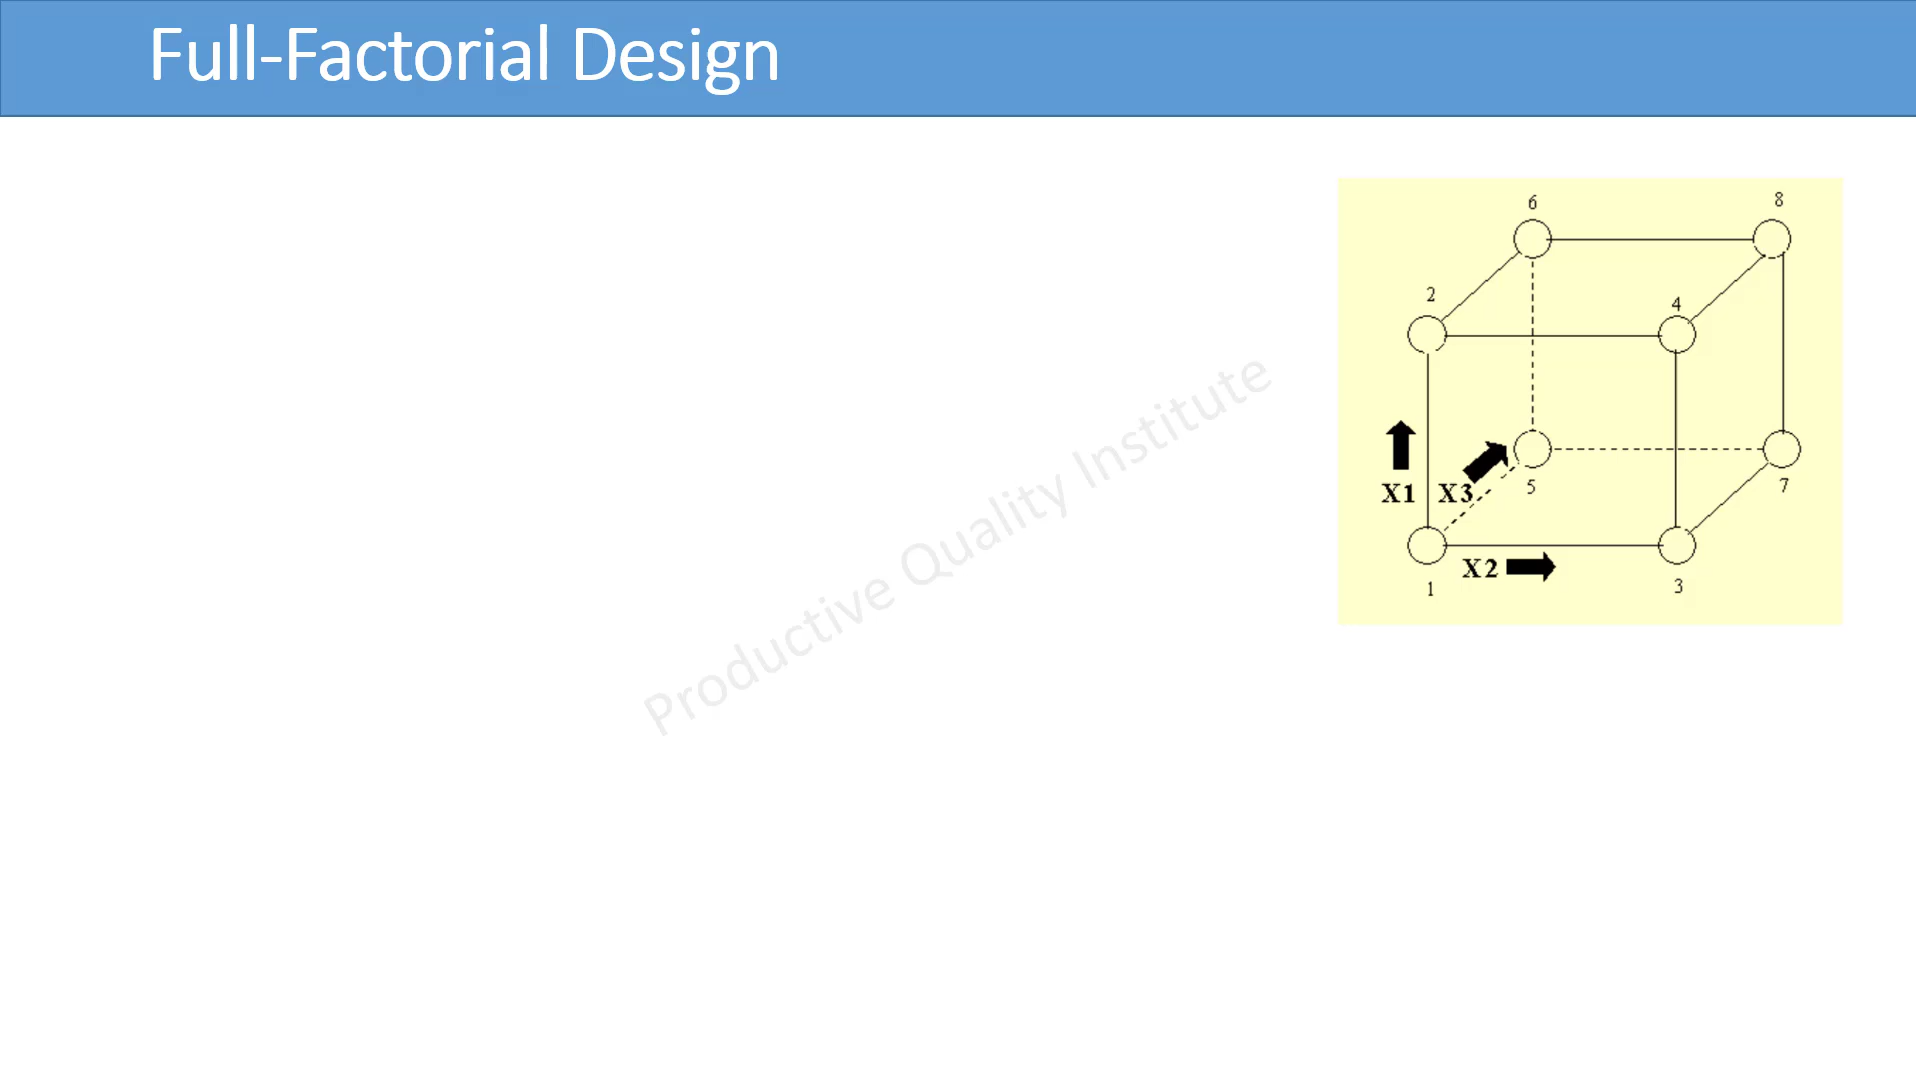 Full-Factorial Design
6 8
2 4
X1 X3 5 7
X2
1 3
Productive Quality Institute